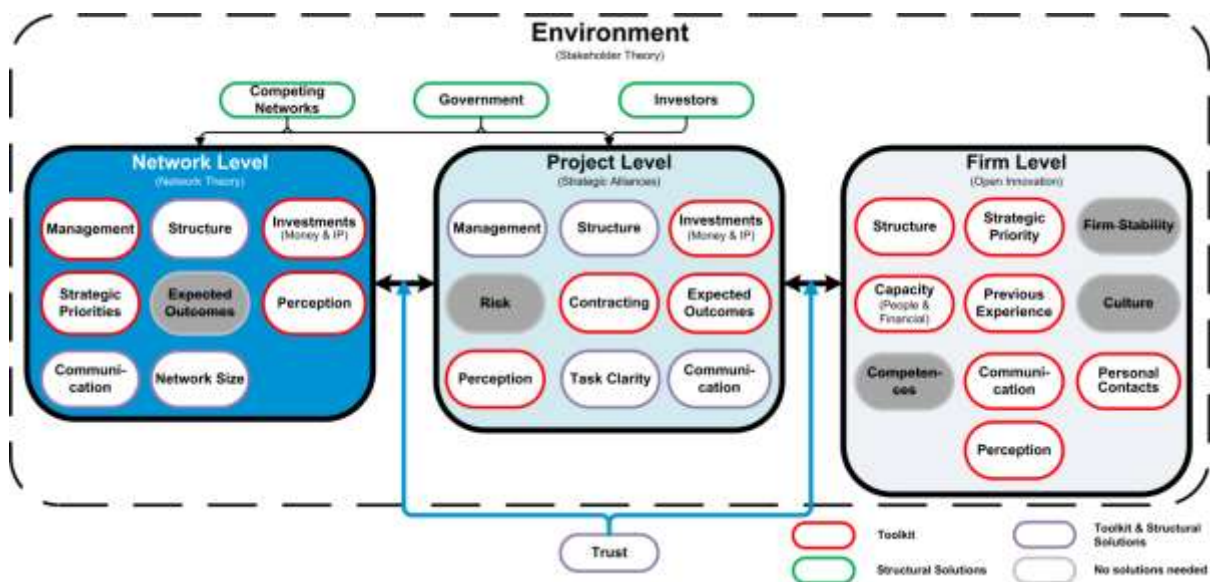 Environment
(Stakeholder Theory)
Competing
Networks
Government
Investors
Network Level
(Network Theory)
Management
Structure
Investments
(Money & IP)
Strategic
Priorities
Expected
Outcomes
Perception
Communi-
cation
Network Size
Project Level
(Strategic Alliances)
Management
Structure
Investments
(Money & IP)
Risk
Contracting
Expected
Outcomes
Perception
Task Clarity
Communi-
cation
Firm Level
(Open Innovation)
Structure
Strategic
Priority
Firm Stability
Capacity
(People &
Financial)
Previous
Experience
Culture
Competen-
ces
Communi-
cation
Personal
Contacts
Perception
Trust
Toolkit
Toolkit & Structural
Solutions
Structural Solutions
No solutions needed